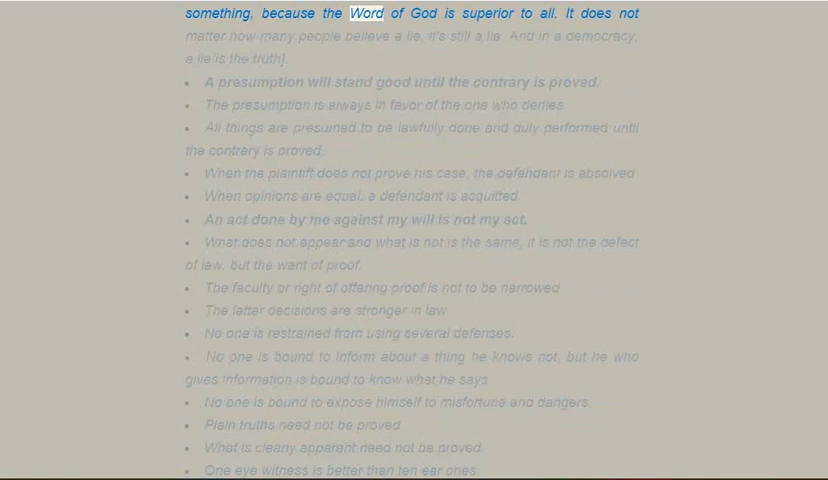 something, because the Word of God is superior to all. It does not
matter how many people believe a lie, it's still a lie. And in a democracy,
a lie is the truth].
• A presumption will stand good until the contrary is proved.
• The presumption is always in favor of the one who denies.
• All things are presumed to be lawfully done and duly performed until
the contrary is proved.
• When the plaintiff does not prove his case, the defendant is absolved.
• When opinions are equal, a defendant is acquitted.
• An act done by me against my will is not my act.
• What does not appear and what is not is the same; it is not the defect
of law, but the want of proof.
• The faculty or right of offering proof is not to be narrowed.
• The latter decisions are stronger in law.
• No one is restrained from using several defenses.
• No one is bound to inform about a thing he knows not, but he who
gives information is bound to know what he says.
• No one is bound to expose himself to misfortune and dangers.
• Plain truths need not be proved.
• What is clearly apparent need not be proved.
• One eye witness is better than ten ear ones.